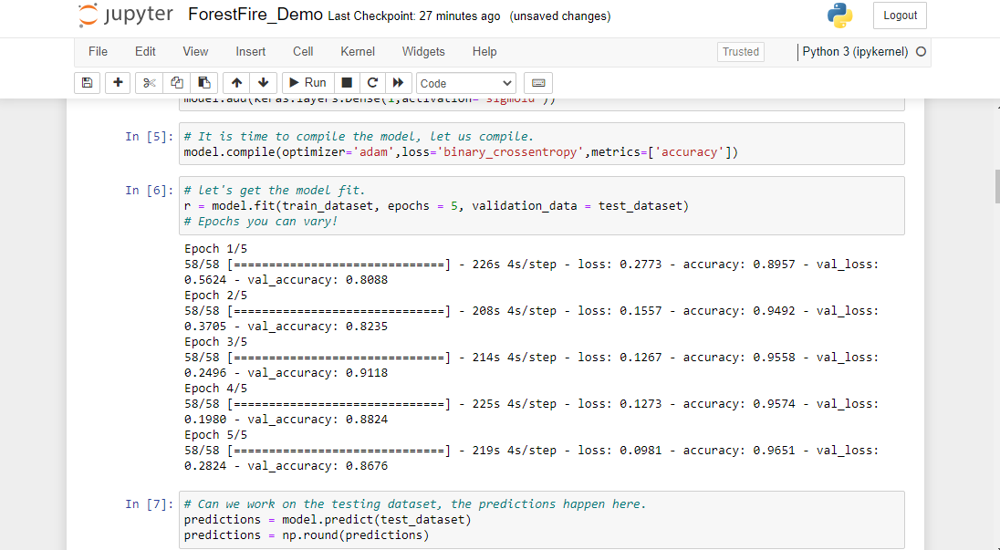 jupyter ForestFire_Demo Last Checkpoint: 27 minutes ago (unsaved changes)
Logout
File Edit View Insert Cell Kernel Widgets Help
Trusted
Python 3 (ipykernel)
Run
Code
model.add(keras.layers.Dense(1,activation='sigmoid'))
In [5]:
# It is time to compile the model, let us compile.
model.compile(optimizer='adam',loss='binary_crossentropy',metrics=['accuracy'])
In [6]:
# let's get the model fit.
r = model.fit(train_dataset, epochs = 5, validation_data = test_dataset)
# Epochs you can vary!
Epoch 1/5
58/58 [==============================] - 226s 4s/step - loss: 0.2773 - accuracy: 0.8957 - val_loss:
0.5624 - val_accuracy: 0.8088
Epoch 2/5
58/58 [==============================] - 208s 4s/step - loss: 0.1557 - accuracy: 0.9492 - val_loss:
0.3705 - val_accuracy: 0.8235
Epoch 3/5
58/58 [==============================] - 214s 4s/step - loss: 0.1267 - accuracy: 0.9558 - val_loss:
0.2496 - val_accuracy: 0.9118
Epoch 4/5
58/58 [==============================] - 225s 4s/step - loss: 0.1273 - accuracy: 0.9574 - val_loss:
0.1980 - val_accuracy: 0.8824
Epoch 5/5
58/58 [==============================] - 219s 4s/step - loss: 0.0981 - accuracy: 0.9651 - val_loss:
0.2824 - val_accuracy: 0.8676
In [7]:
# Can we work on the testing dataset, the predictions happen here.
predictions = model.predict(test_dataset)
predictions = np.round(predictions)